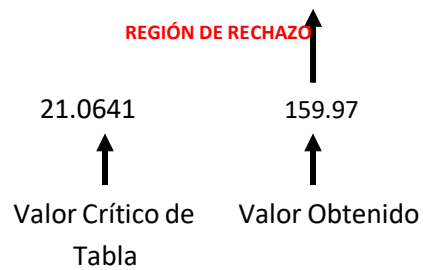 REGIÓN DE RECHAZO
21.0641 159.97
Valor Crítico de Valor Obtenido
Tabla